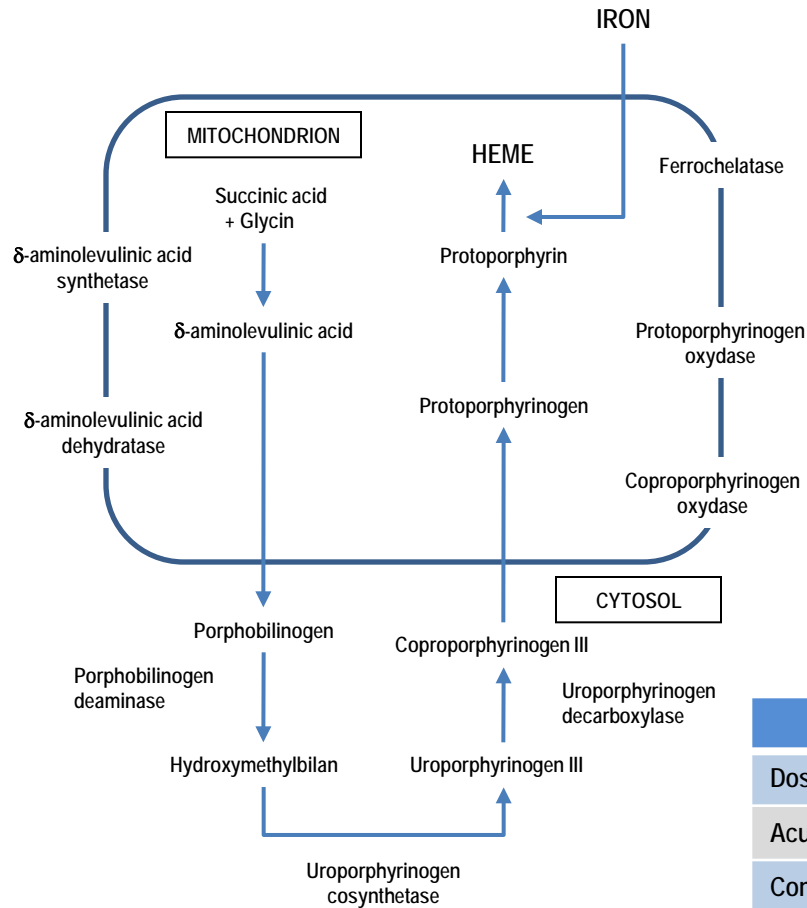 IRON
MITOCHONDRION
HEME
Ferrochelatase
Succinic acid
+ Glycin
δ-aminolevulinic acid
synthetase
Protoporphyrin
δ-aminolevulinic acid
Protoporphyrinogen
oxydase
Protoporphyrinogen
δ-aminolevulinic acid
dehydratase
Coproporphyrinogen
oxydase
CYTOSOL
Porphobilinogen
Coproporphyrinogen III
Porphobilinogen
deaminase
Uroporphyrinogen
decarboxylase
Hydroxymethylbilan
Uroporphyrinogen III
Uroporphyrinogen
cosynthetase